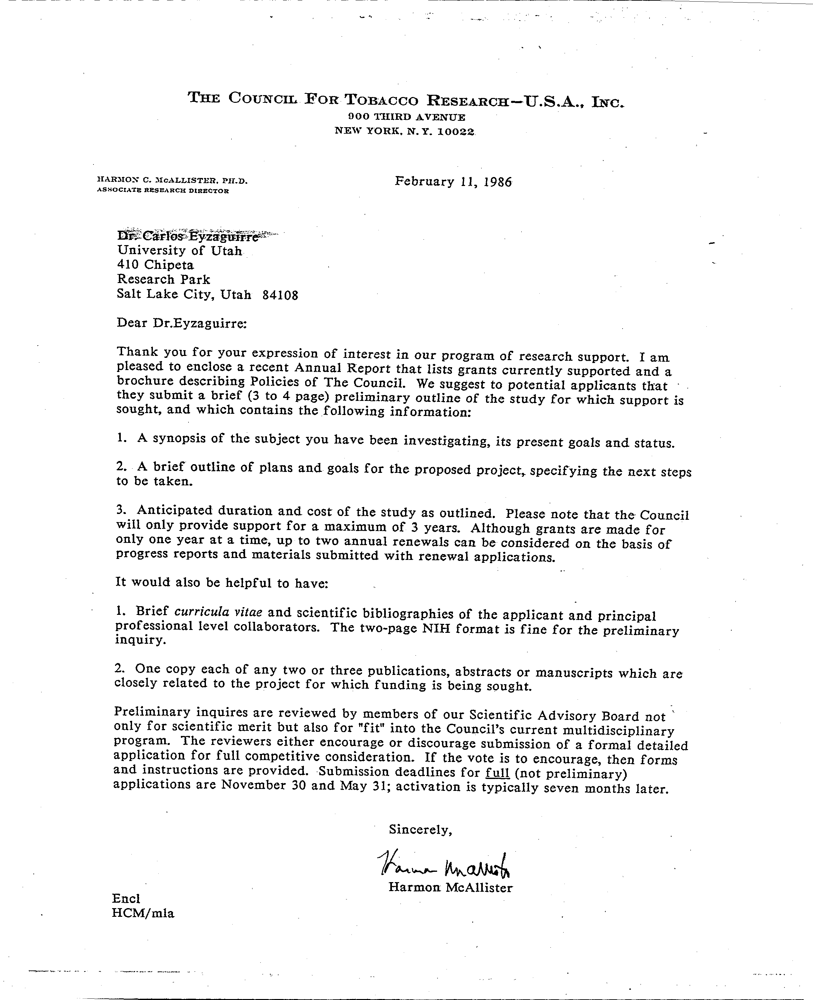 THE COUNCIL FOR TOBACCO RESEARCH—U.S.A., INC.
900 THIRD AVENUE
NEW YORK, N.Y. 10022
HARMON C. McALLISTER, PH.D.
ASSOCIATE RESEARCH DIRECTOR
February 11, 1986
Dr. Carlos Eyzaguirre
University of Utah
410 Chipeta
Research Park
Salt Lake City, Utah 84108
Dear Dr.Eyzaguirre:
Thank you for your expression of interest in our program of research support. I am
pleased to enclose a recent Annual Report that lists grants currently supported and a
brochure describing Policies of The Council. We suggest to potential applicants that
they submit a brief (3 to 4 page) preliminary outline of the study for which support is
sought, and which contains the following information:
1. A synopsis of the subject you have been investigating, its present goals and status.
2. A brief outline of plans and goals for the proposed project, specifying the next steps
to be taken.
3. Anticipated duration and cost of the study as outlined. Please note that the Council
will only provide support for a maximum of 3 years. Although grants are made for
only one year at a time, up to two annual renewals can be considered on the basis of
progress reports and materials submitted with renewal applications.
It would also be helpful to have:
1. Brief curricula vitae and scientific bibliographies of the applicant and principal
professional level collaborators. The two-page NIH format is fine for the preliminary
inquiry.
2. One copy each of any two or three publications, abstracts or manuscripts which are
closely related to the project for which funding is being sought.
Preliminary inquires are reviewed by members of our Scientific Advisory Board not
only for scientific merit but also for "fit" into the Council's current multidisciplinary
program. The reviewers either encourage or discourage submission of a formal detailed
application for full competitive consideration. If the vote is to encourage, then forms
and instructions are provided. Submission deadlines for full (not preliminary)
applications are November 30 and May 31; activation is typically seven months later.
Sincerely,
Harmon McAllister
Harmon McAllister
Encl
HCM/mla